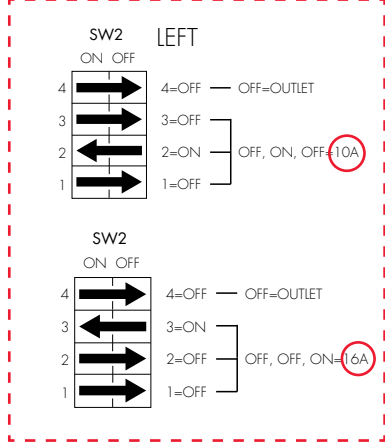 SW2 LEFT
ON OFF
4 4=OFF OFF=OUTLET
3 3=OFF
2 2=ON OFF, ON, OFF=10A
1 1=OFF
SW2
ON OFF
4 4=OFF OFF=OUTLET
3 3=ON
2 2=OFF OFF, OFF, ON=16A
1 1=OFF